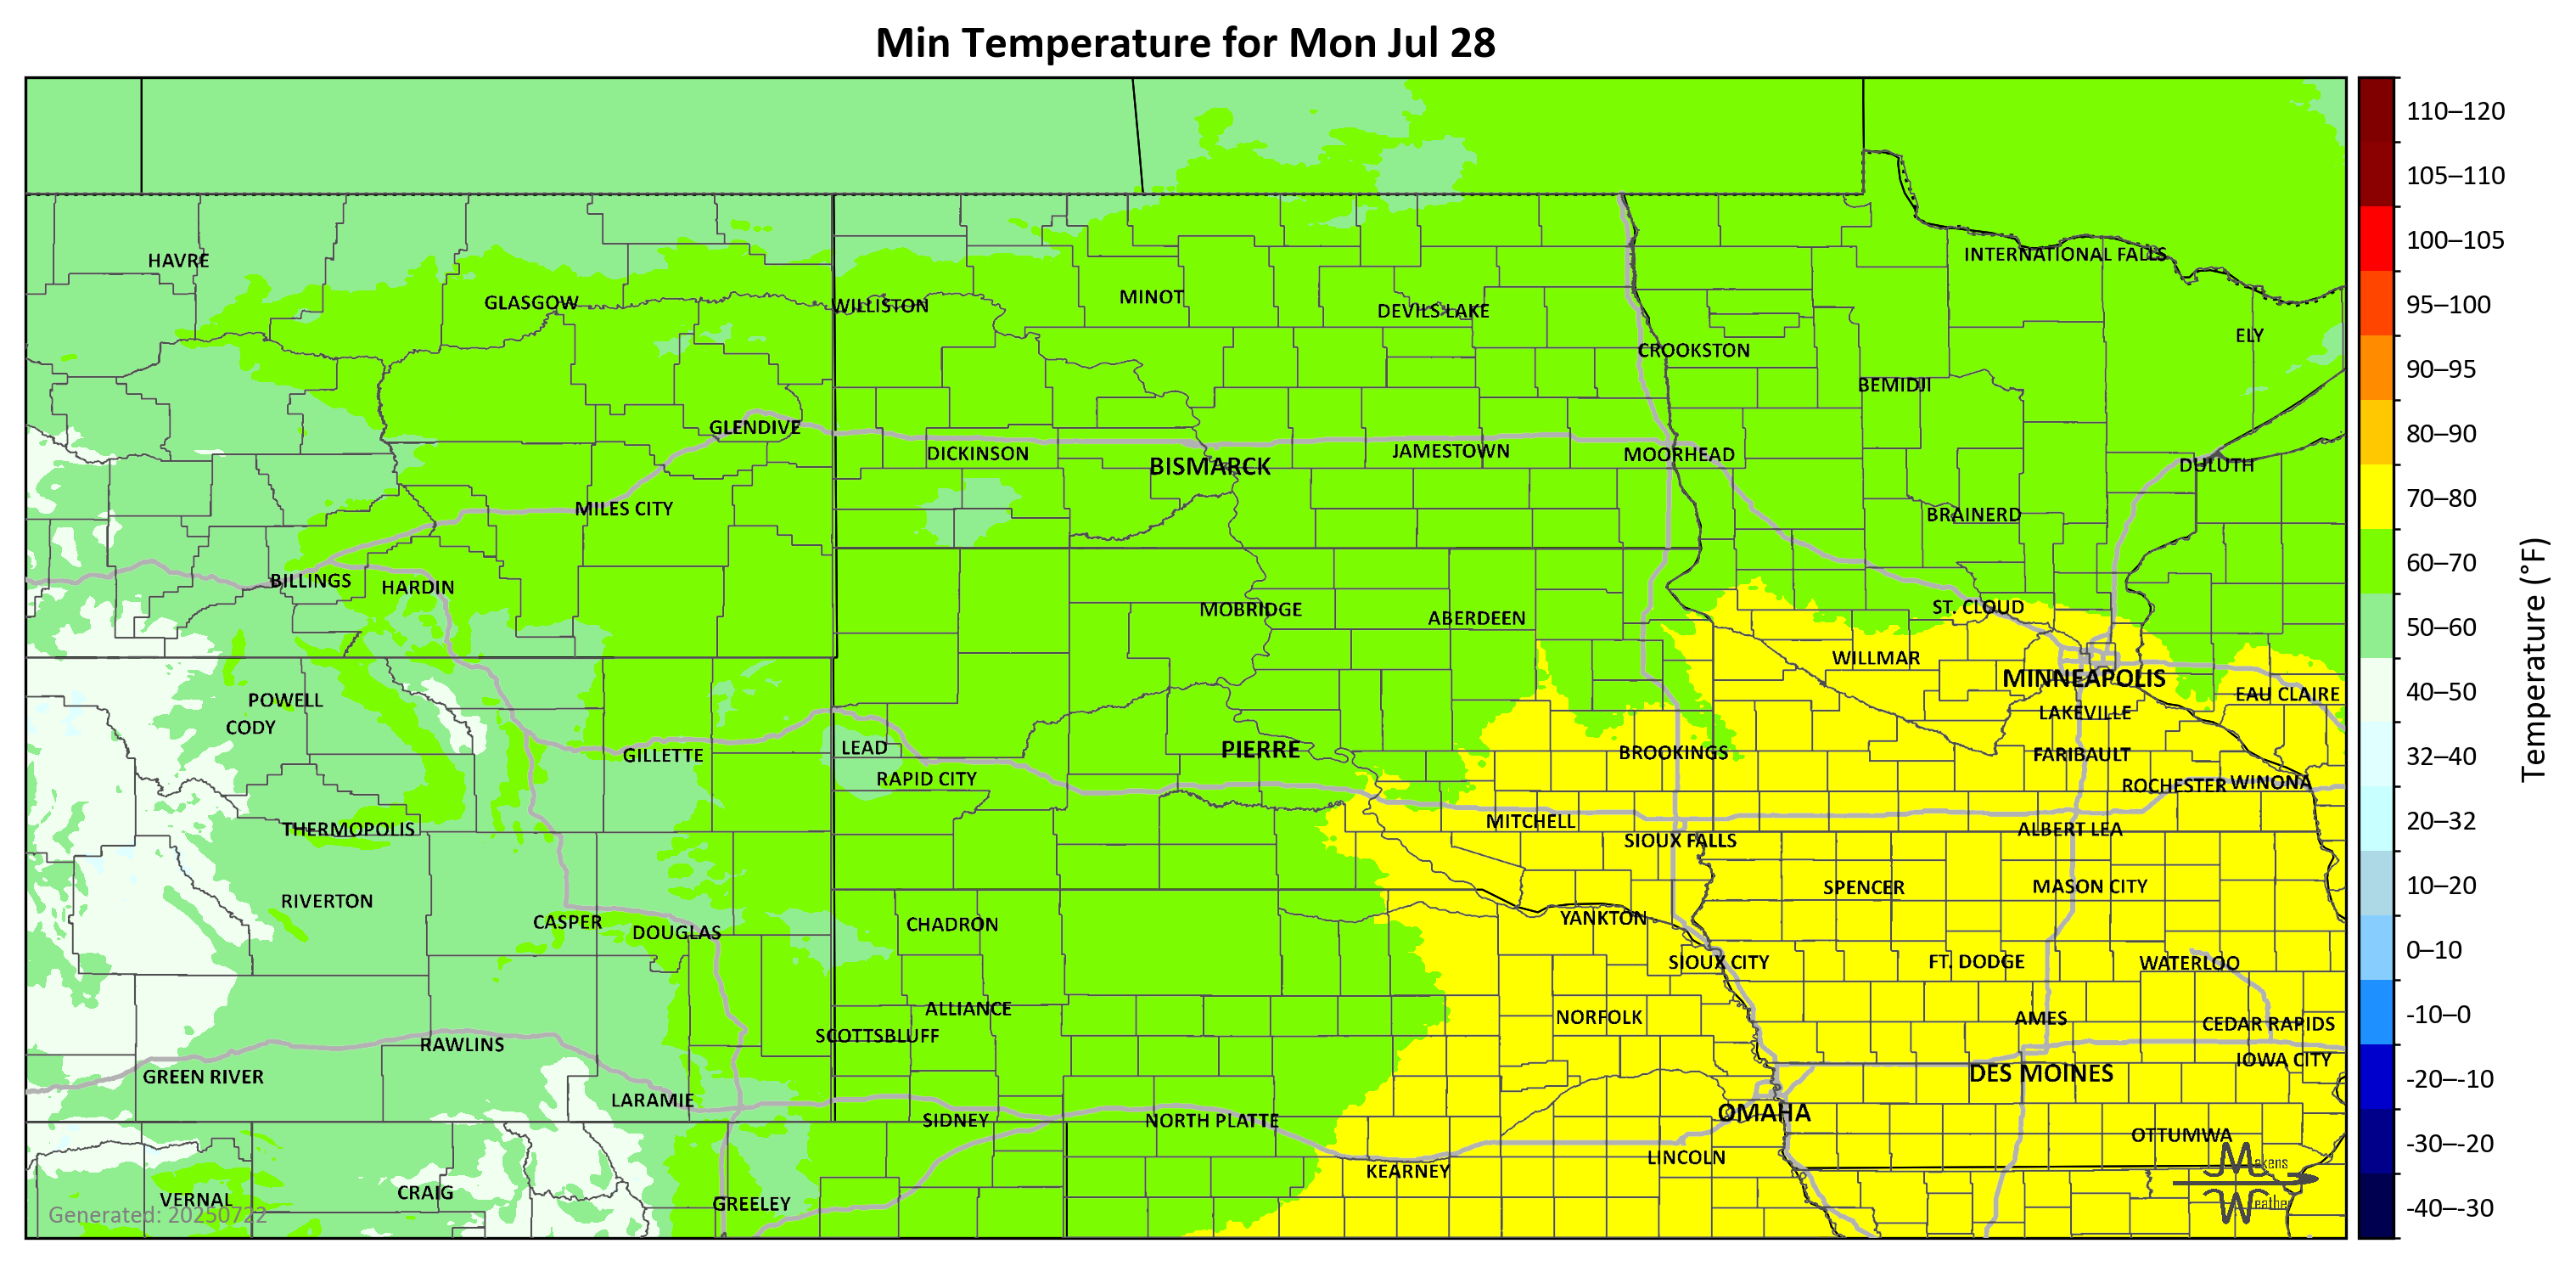 Min Temperature for Mon Jul 28
HAVRE
INTERNATIONAL FALLS
GLASGOW
WILLISTON
MINOT
DEVILS LAKE
ELY
CROOKSTON
BEMIDJI
GLENDIVE
DICKINSON
BISMARCK
JAMESTOWN
MOORHEAD
DULUTH
MILES CITY
BRAINERD
BILLINGS
HARDIN
MOBRIDGE
ABERDEEN
ST. CLOUD
WILLMAR
MINNEAPOLIS
POWELL
EAU CLAIRE
CODY
LAKEVILLE
GILLETTE
LEAD
PIERRE
BROOKINGS
FARIBAULT
RAPID CITY
ROCHESTER
WINONA
THERMOPOLIS
MITCHELL
SIOUX FALLS
ALBERT LEA
RIVERTON
SPENCER
MASON CITY
CASPER
DOUGLAS
CHADRON
YANKTON
SIOUX CITY
FT. DODGE
WATERLOO
ALLIANCE
NORFOLK
AMES
CEDAR RAPIDS
RAWLINS
SCOTTSBLUFF
IOWA CITY
GREEN RIVER
DES MOINES
LARAMIE
SIDNEY
NORTH PLATTE
OMAHA
OTTUMWA
KEARNEY
LINCOLN
VERNAL
CRAIG
GREELEY
Generated: 20250722
Makens
Weather
110–120
105–110
100–105
95–100
90–95
80–90
70–80
60–70
50–60
40–50
32–40
20–32
10–20
0–10
-10–0
-20–-10
-30–-20
-40–-30
Temperature (°F)